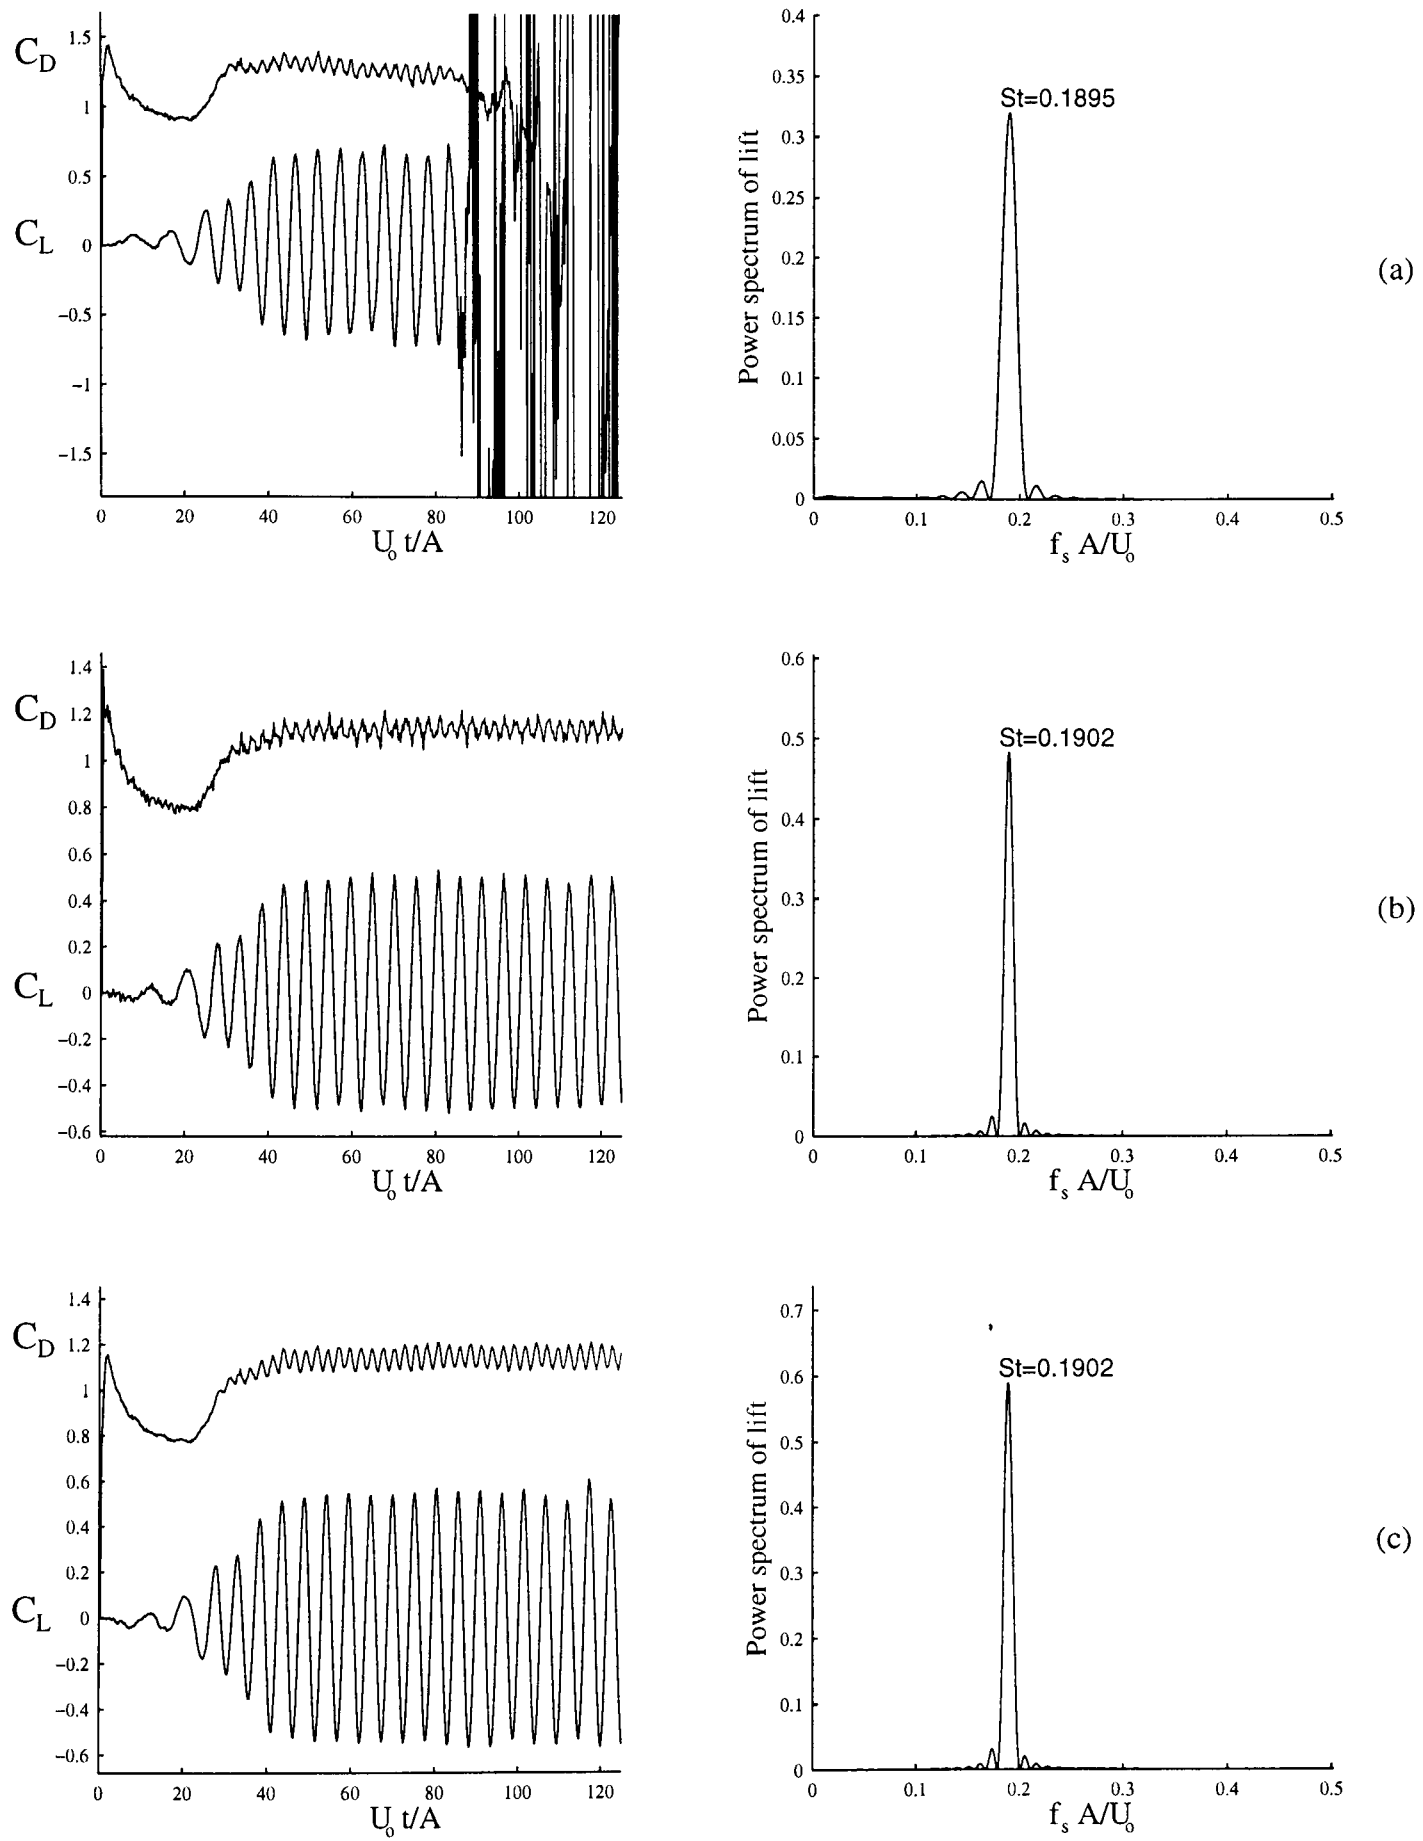 1.5
C_D
1
0.5
C_L
0
−0.5
−1
−1.5
0 20 40 60 80 100 120
U_o t/A
0.4
0.35
St=0.1895
0.3
0.25
0.2
0.15
0.1
0.05
0
Power spectrum of lift
0 0.1 0.2 0.3 0.4 0.5
f_s A/U_o
(a)
1.4
C_D
1.2
1
0.8
0.6
0.4
0.2
C_L
0
−0.2
−0.4
−0.6
0 20 40 60 80 100 120
U_o t/A
0.6
0.5
St=0.1902
0.4
0.3
0.2
0.1
0
Power spectrum of lift
0 0.1 0.2 0.3 0.4 0.5
f_s A/U_o
(b)
1.4
C_D
1.2
1
0.8
0.6
0.4
0.2
C_L
0
−0.2
−0.4
−0.6
0 20 40 60 80 100 120
U_o t/A
0.7
St=0.1902
0.6
0.5
0.4
0.3
0.2
0.1
0
Power spectrum of lift
0 0.1 0.2 0.3 0.4 0.5
f_s A/U_o
(c)